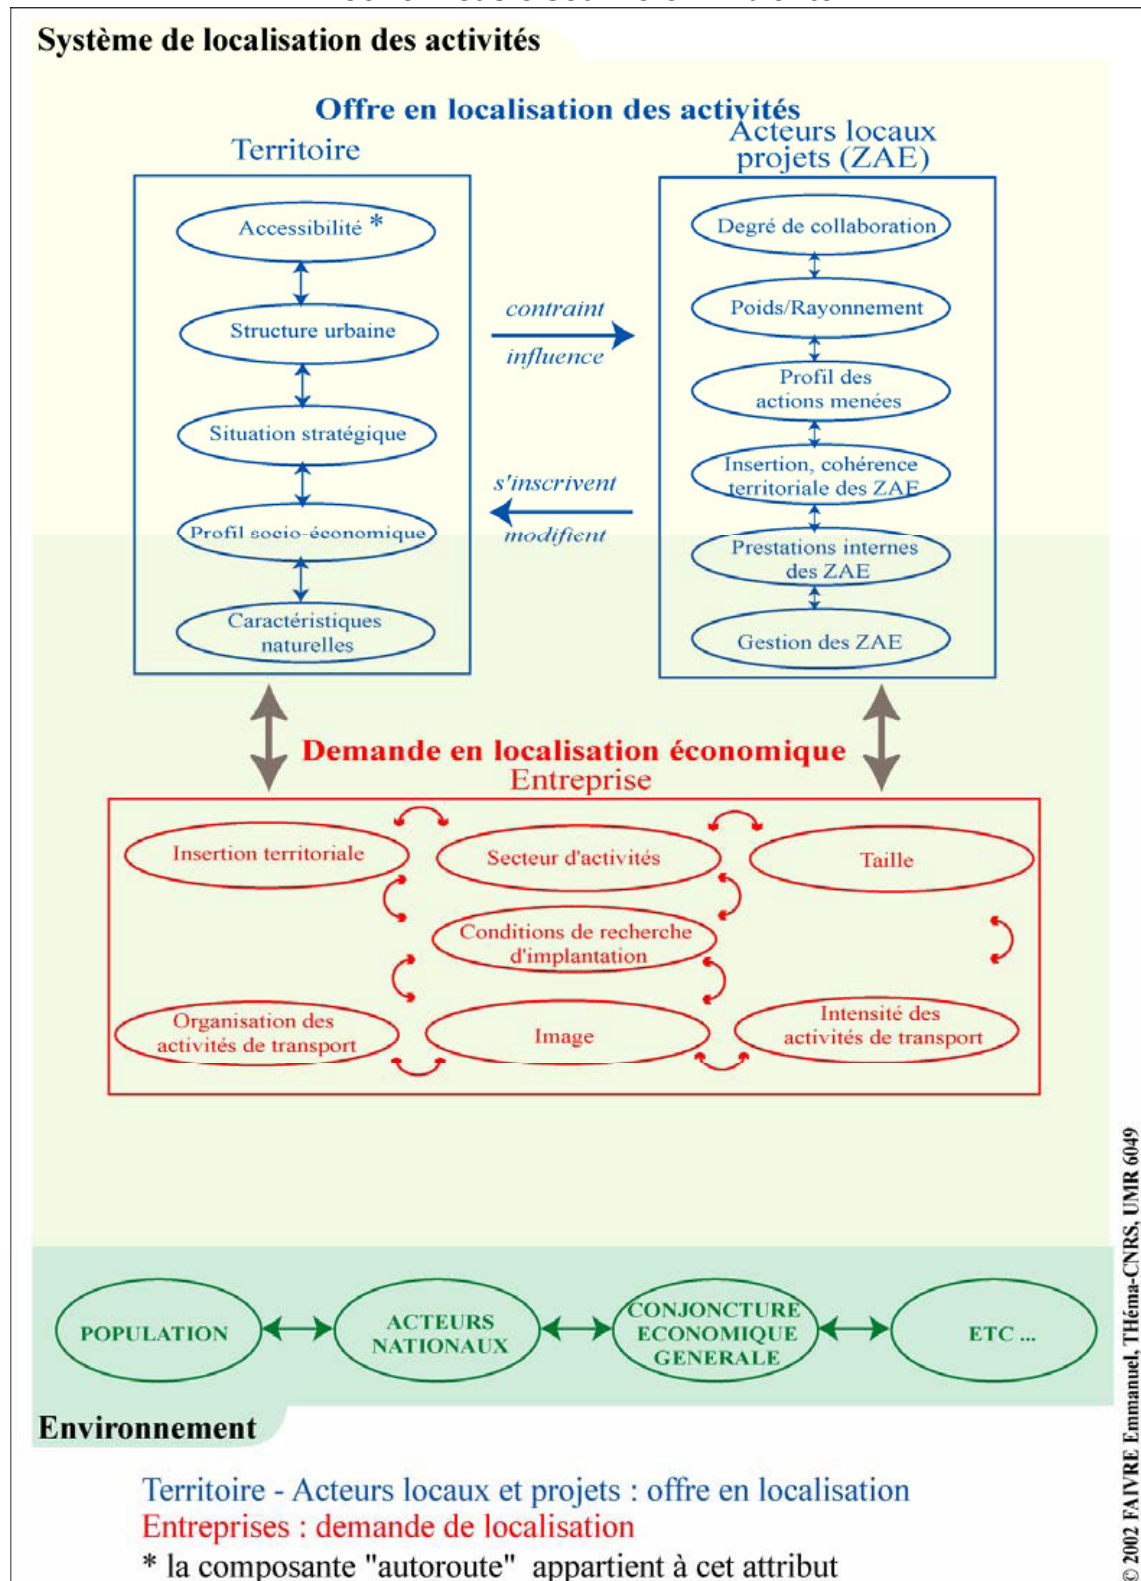 Système de localisation des activités
Offre en localisation des activités
Territoire
Acteurs locaux
projets (ZAE)
Accessibilité *
Structure urbaine
Situation stratégique
Profil socio-économique
Caractéristiques
naturelles
contraint
influence
s'inscrivent
modifient
Degré de collaboration
Poids/Rayonnement
Profil des
actions menées
Insertion, cohérence
territoriale des ZAE
Prestations internes
des ZAE
Gestion des ZAE
Demande en localisation économique
Entreprise
Insertion territoriale
Secteur d'activités
Taille
Conditions de recherche
d'implantation
Organisation des
activités de transport
Image
Intensité des
activités de transport
POPULATION
ACTEURS
NATIONAUX
CONJONCTURE
ECONOMIQUE
GENERALE
ETC ...
Environnement
Territoire - Acteurs locaux et projets : offre en localisation
Entreprises : demande de localisation
* la composante "autoroute" appartient à cet attribut
© 2002 FAIVRE Emmanuel, THéma-CNRS, UMR 6049